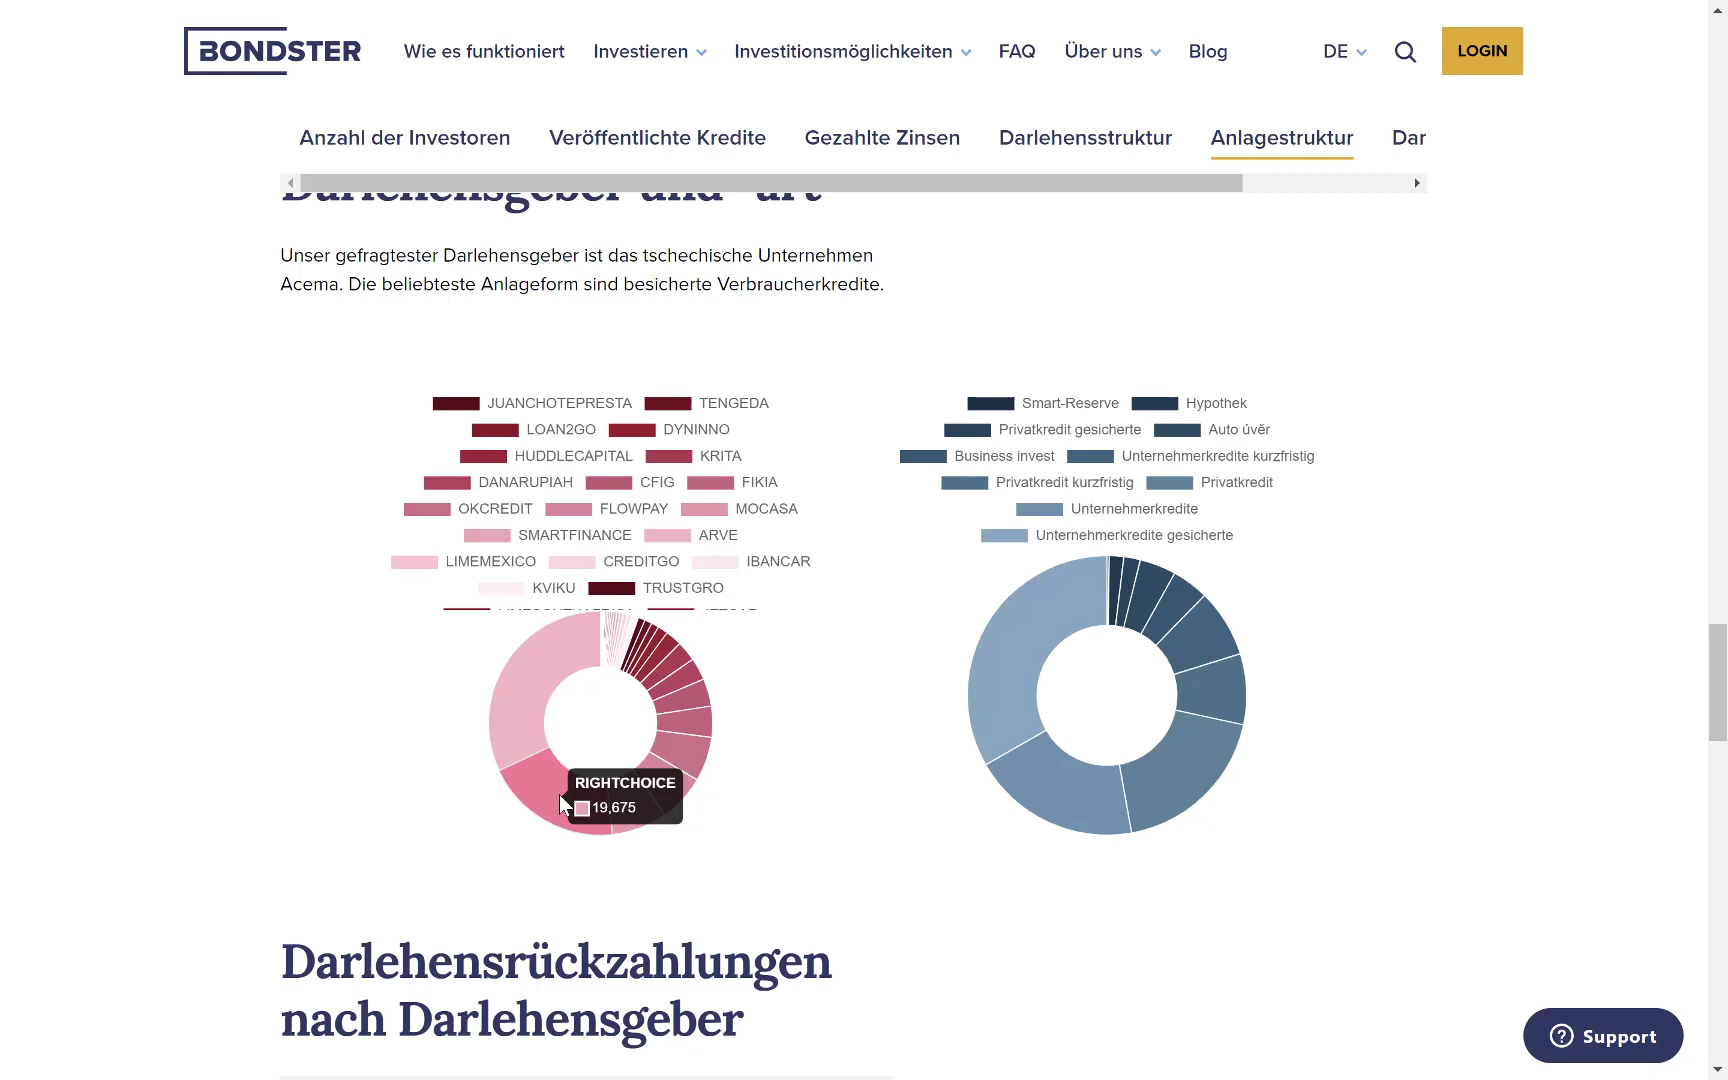 BONDSTER Wie es funktioniert Investieren Investitionsmöglichkeiten FAQ Über uns Blog DE LOGIN
Anzahl der Investoren Veröffentlichte Kredite Gezahlte Zinsen Darlehensstruktur Anlagestruktur Dar
Darlehensgeber und -art
Unser gefragtester Darlehensgeber ist das tschechische Unternehmen
Acema. Die beliebteste Anlageform sind besicherte Verbraucherkredite.
JUANCHOTEPRESTA TENGEDA
LOAN2GO DYNINNO
HUDDLECAPITAL KRITA
DANARUPIAH CFIG FIKIA
OKCREDIT FLOWPAY MOCASA
SMARTFINANCE ARVE
LIMEMEXICO CREDITGO IBANCAR
KVIKU TRUSTGRO
RIGHTCHOICE
19,675
Smart-Reserve Hypothek
Privatkredit gesicherte Auto úvěr
Business invest Unternehmerkredite kurzfristig
Privatkredit kurzfristig Privatkredit
Unternehmerkredite
Unternehmerkredite gesicherte
Darlehensrückzahlungen
nach Darlehensgeber
Support